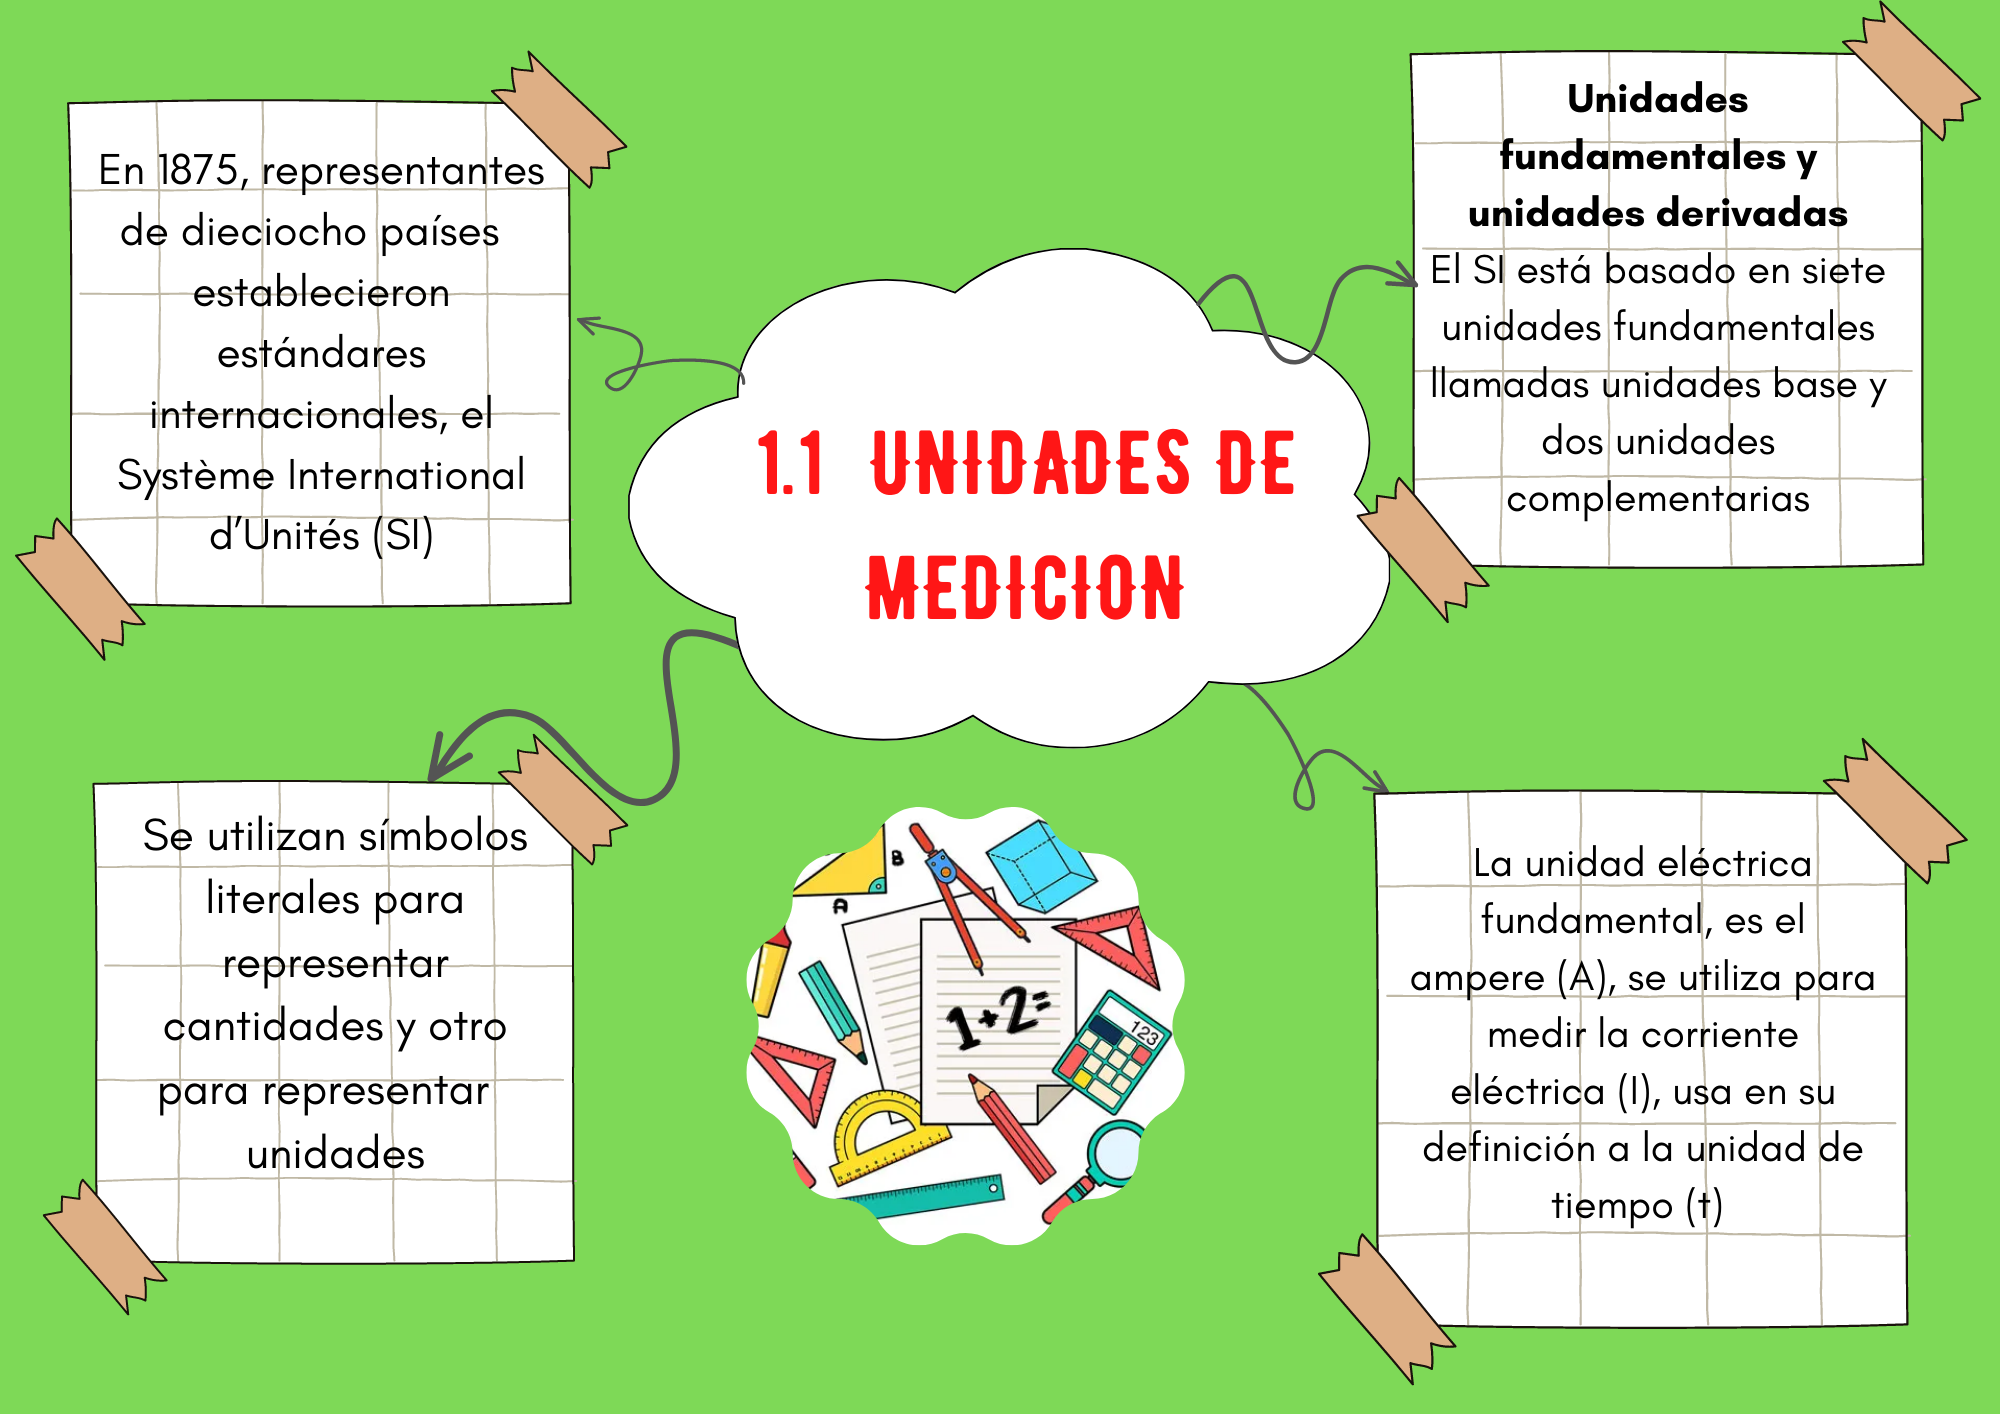 En 1875, representantes
de dieciocho países
establecieron
estándares
internacionales, el
Système International
d’Unités (SI)
Unidades
fundamentales y
unidades derivadas
El SI está basado en siete
unidades fundamentales
llamadas unidades base y
dos unidades
complementarias
1.1 UNIDADES DE
MEDICION
Se utilizan símbolos
literales para
representar
cantidades y otro
para representar
unidades
B
A
1+2=
123
La unidad eléctrica
fundamental, es el
ampere (A), se utiliza para
medir la corriente
eléctrica (I), usa en su
definición a la unidad de
tiempo (t)